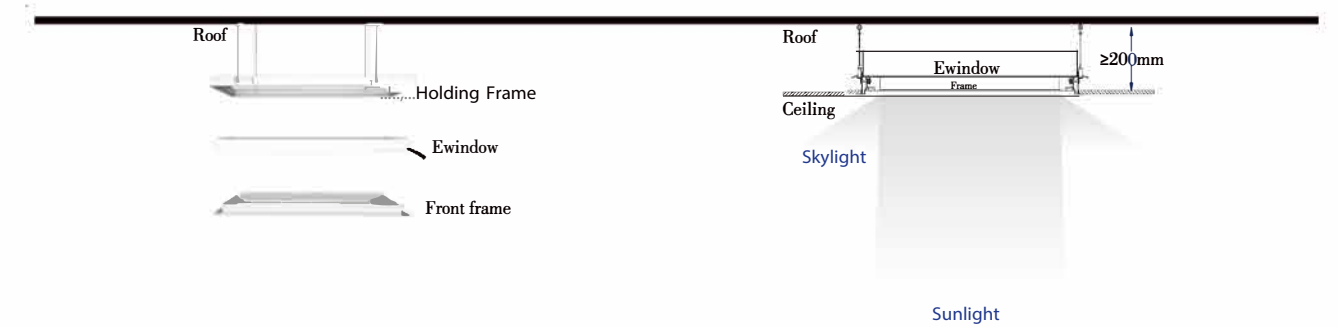 Roof
Holding Frame
Ewindow
Front frame
Roof
≥200mm
Ewindow
Frame
Ceiling
Skylight
Sunlight